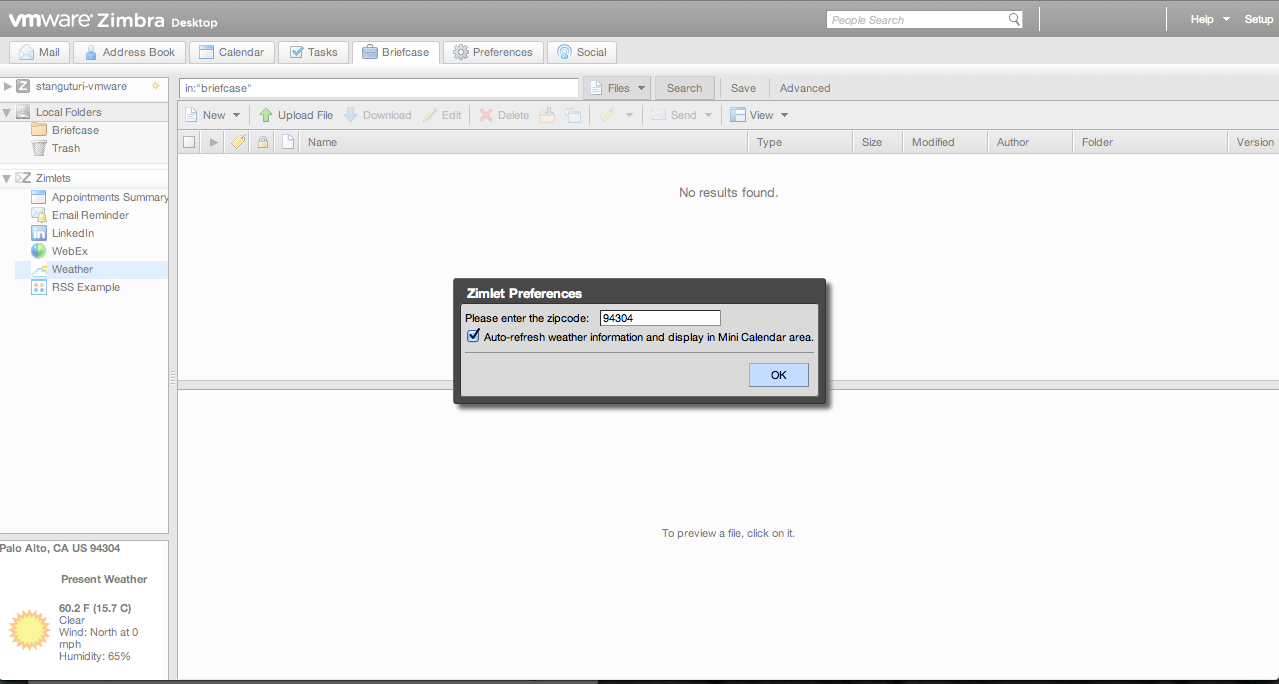 vmware Zimbra Desktop
People Search
Help Setup
Mail Address Book Calendar Tasks Briefcase Preferences Social
stanguturi-vmware
Local Folders
Briefcase
Trash
Zimlets
Appointments Summary
Email Reminder
LinkedIn
WebEx
Weather
RSS Example
in:"briefcase" Files Search Save Advanced
New Upload File Download Edit Delete Send View
Name Type Size Modified Author Folder Version
No results found.
Zimlet Preferences
Please enter the zipcode: 94304
Auto-refresh weather information and display in Mini Calendar area.
OK
To preview a file, click on it.
Palo Alto, CA US 94304
Present Weather
60.2 F (15.7 C)
Clear
Wind: North at 0
mph
Humidity: 65%